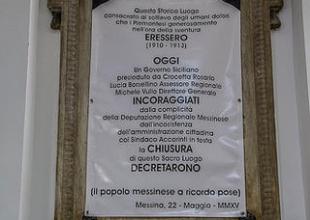 Questo Storico Luogo
consacrato al sollievo degli umani dolori
che i Piemontesi generosamente
nell'ora della sventura
ERESSERO
(1910 - 1913)
OGGI
Un Governo Siciliano
presieduto da Crocetta Rosario
Lucia Borsellino Assessore Regionale
Michele Vullo Direttore Generale
INCORAGGIATI
dalla complicità
della Deputazione Regionale Messinese
dall'inconsistenza
dell'amministrazione cittadina
col Sindaco Accorinti in testa
la CHIUSURA
di questo Sacro Luogo
DECRETARONO
(il popolo messinese a ricordo pose)
Messina, 22 - Maggio - MMXV